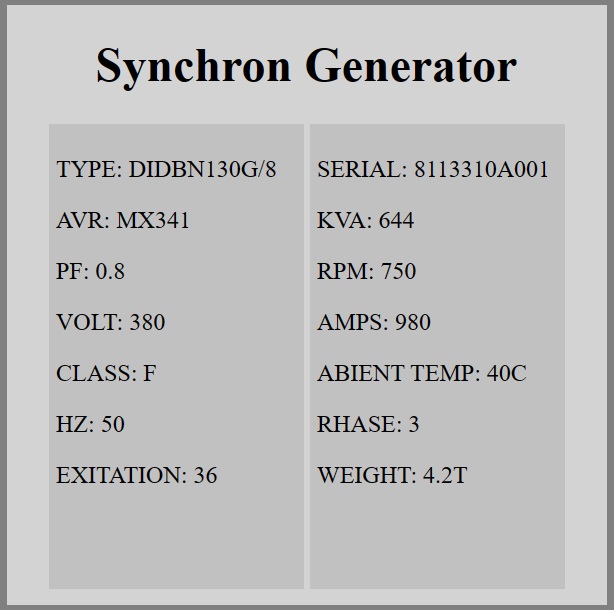 Synchron Generator
TYPE: DIDBN130G/8
AVR: MX341
PF: 0.8
VOLT: 380
CLASS: F
HZ: 50
EXITATION: 36
SERIAL: 8113310A001
KVA: 644
RPM: 750
AMPS: 980
ABIENT TEMP: 40C
RHASE: 3
WEIGHT: 4.2T